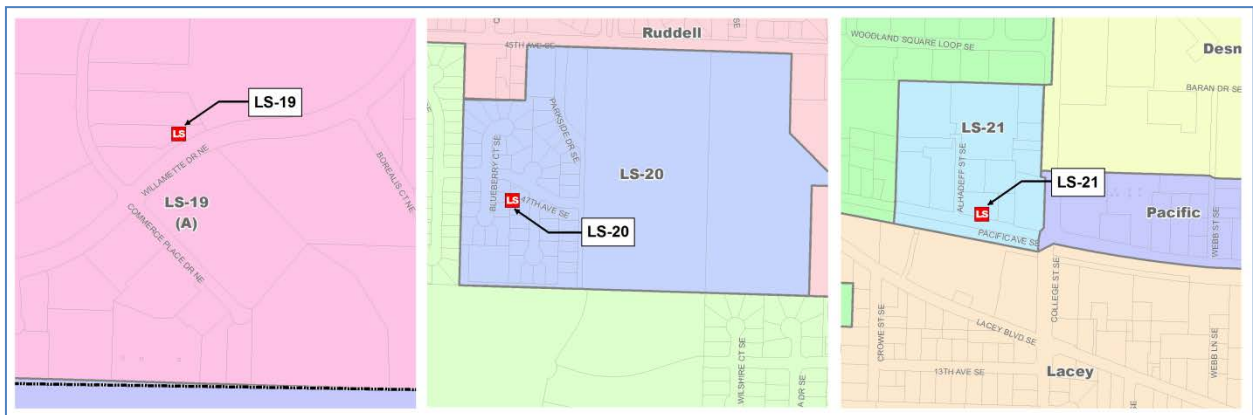 LS-19
LS
WILLAMETTE DR NE
BOREALIS CT NE
LS-19
(A)
COMMERCE PLACE DR NE
Ruddell
45TH AVE SE
PARKSIDE DR SE
BLUEBERRY CT SE
LS-20
LS
47TH AVE SE
LS-20
WILSHIRE CT SE
A DR SE
WOODLAND SQUARE LOOP SE
Desm
BARAN DR SE
LS-21
ALHADEFF ST SE
LS-21
LS
Pacific
WEBB ST SE
PACIFIC AVE SE
COLLEGE ST SE
LACEY BLVD SE
CROWE ST SE
WEBB LN SE
13TH AVE SE
Lacey